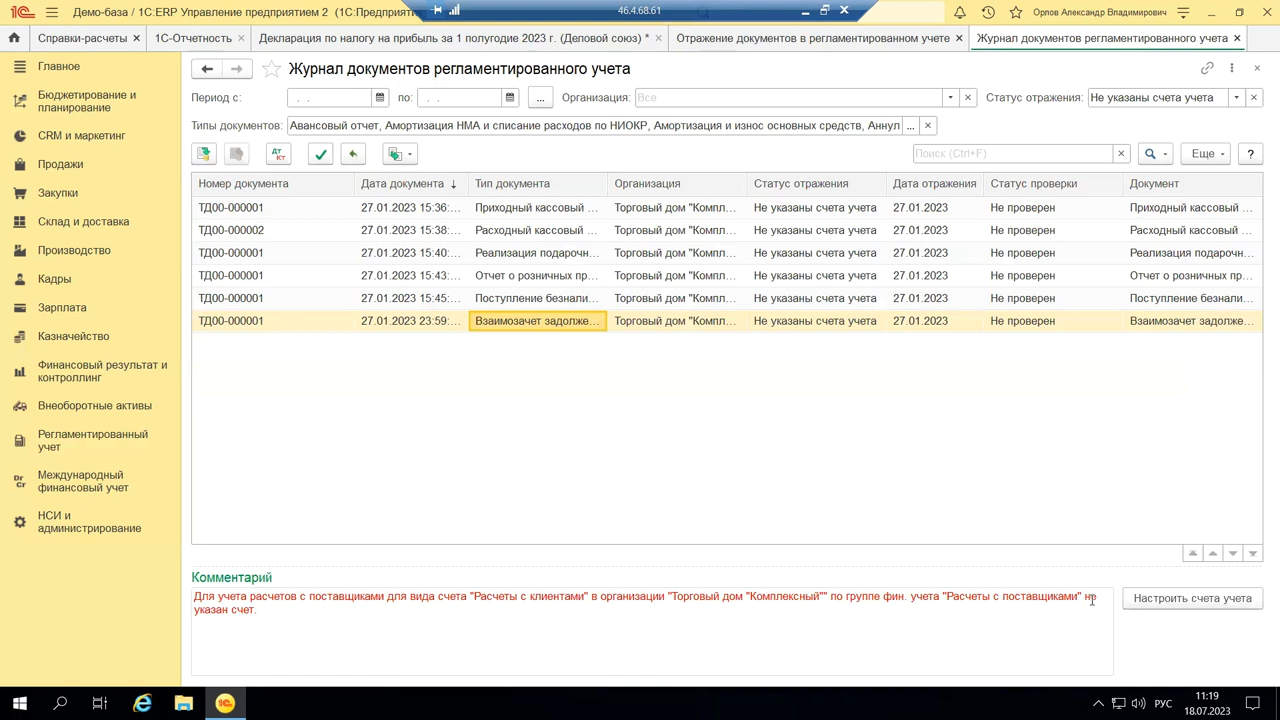 Демо-база / 1С:ERP Управление предприятием 2 (1С:Предприятие
46.4.68.61
Орлов Александр Владимирович
Справки-расчеты
1С-Отчетность
Декларация по налогу на прибыль за 1 полугодие 2023 г. (Деловой союз) *
Отражение документов в регламентированном учете
Журнал документов регламентированного учета
Главное
Бюджетирование и
планирование
CRM и маркетинг
Продажи
Закупки
Склад и доставка
Производство
Кадры
Зарплата
Казначейство
Финансовый результат и
контроллинг
Внеоборотные активы
Регламентированный
учет
Международный
финансовый учет
НСИ и
администрирование
Журнал документов регламентированного учета
Период с: . . по: . . ... Организация: Все Статус отражения: Не указаны счета учета
Типы документов: Авансовый отчет, Амортизация НМА и списание расходов по НИОКР, Амортизация и износ основных средств, Аннул ...
Дт Кт Поиск (Ctrl+F) Еще ?
Номер документа Дата документа ↓ Тип документа Организация Статус отражения Дата отражения Статус проверки Документ
ТД00-000001 27.01.2023 15:36:... Приходный кассовый ... Торговый дом "Компл... Не указаны счета учета 27.01.2023 Не проверен Приходный кассовый ...
ТД00-000002 27.01.2023 15:38:... Расходный кассовый ... Торговый дом "Компл... Не указаны счета учета 27.01.2023 Не проверен Расходный кассовый ...
ТД00-000001 27.01.2023 15:40:... Реализация подарочн... Торговый дом "Компл... Не указаны счета учета 27.01.2023 Не проверен Реализация подарочн...
ТД00-000001 27.01.2023 15:43:... Отчет о розничных пр... Торговый дом "Компл... Не указаны счета учета 27.01.2023 Не проверен Отчет о розничных пр...
ТД00-000001 27.01.2023 15:45:... Поступление безнали... Торговый дом "Компл... Не указаны счета учета 27.01.2023 Не проверен Поступление безнали...
ТД00-000001 27.01.2023 23:59:... Взаимозачет задолже... Торговый дом "Компл... Не указаны счета учета 27.01.2023 Не проверен Взаимозачет задолже...
Комментарий
Для учета расчетов с поставщиками для вида счета "Расчеты с клиентами" в организации "Торговый дом "Комплексный"" по группе фин. учета "Расчеты с поставщиками" не
указан счет.
Настроить счета учета
РУС
11:19
18.07.2023